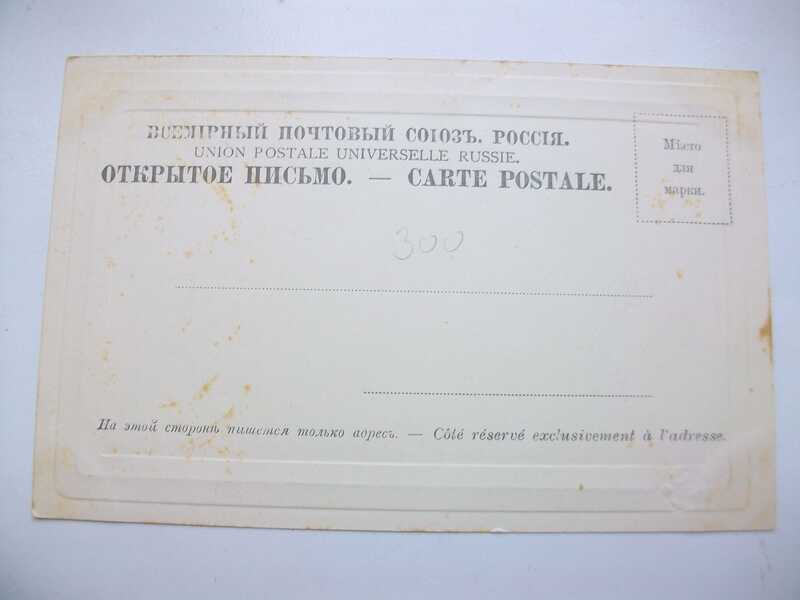 ВСЕМІРНЫЙ ПОЧТОВЫЙ СОЮЗЪ. РОССІЯ.
UNION POSTALE UNIVERSELLE RUSSIE.
ОТКРЫТОЕ ПИСЬМО. — CARTE POSTALE.
Мѣсто
для
марки.
300
На этой сторонѣ пишется только адресъ. — Côté réservé exclusivement à l'adresse.